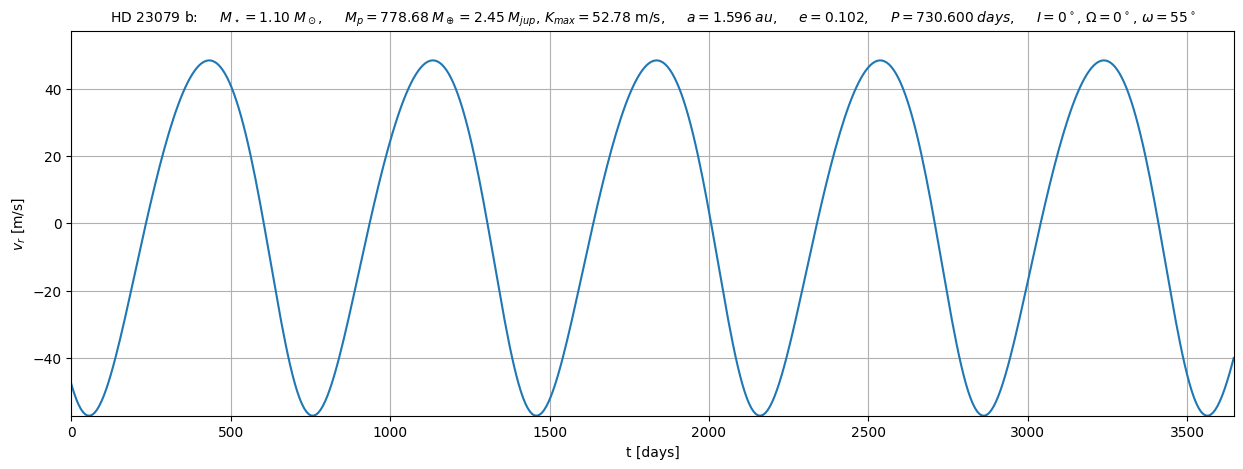 HD 23079 b: M⋆ = 1.10 M⊙, Mp = 778.68 M⊕ = 2.45 Mjup, Kmax = 52.78 m/s, a = 1.596 au, e = 0.102, P = 730.600 days, I = 0°, Ω = 0°, ω = 55°
40
20
0
−20
−40
vr [m/s]
0 500 1000 1500 2000 2500 3000 3500
t [days]